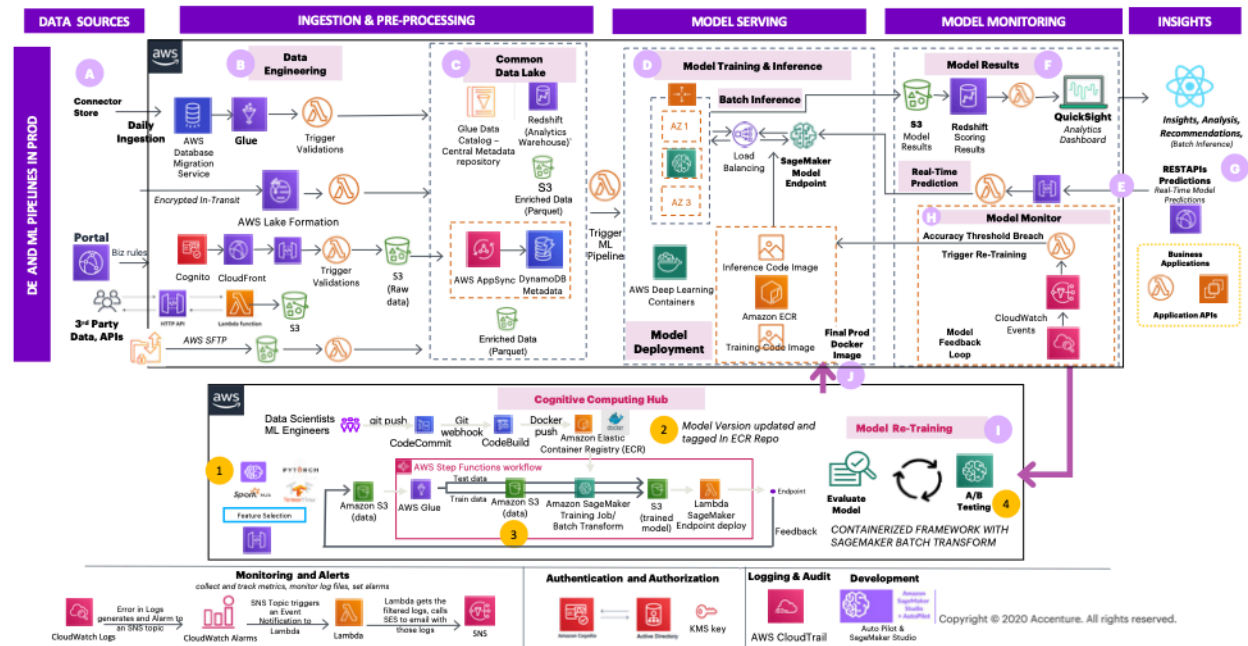 DATA SOURCES
INGESTION & PRE-PROCESSING
MODEL SERVING
MODEL MONITORING
INSIGHTS
DE AND ML PIPELINES IN PROD
aws
A
Connector
Store
Daily
Ingestion
B
Data
Engineering
AWS
Database
Migration
Service
Glue
Trigger
Validations
Encrypted In-Transit
AWS Lake Formation
Portal
Biz rules
Cognito
CloudFront
Trigger
Validations
S3
(Raw
data)
HTTP API
Lambda function
S3
3rd Party
Data, APIs
AWS SFTP
C
Common
Data Lake
Glue Data
Catalog –
Central Metadata
repository
Redshift
(Analytics
Warehouse)`
S3
Enriched Data
(Parquet)
AWS AppSync
DynamoDB
Metadata
Enriched Data
(Parquet)
Trigger
ML
Pipeline
D
Model Training & Inference
Batch Inference
AZ 1
AZ 3
Load
Balancing
SageMaker
Model
Endpoint
AWS Deep Learning
Containers
Inference Code Image
Amazon ECR
Training Code Image
Model
Deployment
Final Prod
Docker
Image
J
Model Results
F
S3
Model
Results
Redshift
Scoring
Results
QuickSight
Analytics
Dashboard
Real-Time
Prediction
E
H
Model Monitor
Accuracy Threshold Breach
Trigger Re-Training
CloudWatch
Events
Model
Feedback
Loop
Insights, Analysis,
Recommendations,
(Batch Inference)
RESTAPIs
Predictions
G
Real-Time Model
Predictions
Business
Applications
Application APIs
aws
Cognitive Computing Hub
Data Scientists
ML Engineers
git push
CodeCommit
Git
webhook
CodeBuild
Docker
push
Amazon Elastic
Container Registry (ECR)
docker
2
Model Version updated and
tagged In ECR Repo
Model Re-Training
I
1
PYTORCH
Spark
TensorFlow
Feature Selection
Amazon S3
(data)
AWS Step Functions workflow
AWS Glue
Test data
Train data
Amazon S3
(data)
3
Amazon SageMaker
Training Job/
Batch Transform
S3
(trained
model)
Lambda
SageMaker
Endpoint deploy
Endpoint
Feedback
Evaluate
Model
A/B
Testing
4
CONTAINERIZED FRAMEWORK WITH
SAGEMAKER BATCH TRANSFORM
Monitoring and Alerts
collect and track metrics, monitor log files, set alarms
CloudWatch Logs
Error in Logs
generates and Alarm to
an SNS topic
CloudWatch Alarms
SNS Topic triggers
an Event
Notification to
Lambda
Lambda
Lambda gets the
filtered logs, calls
SES to email with
those logs
SNS
Authentication and Authorization
Amazon Cognito
Active Directory
KMS key
Logging & Audit
AWS CloudTrail
Development
Amazon
SageMaker
Studio
+ AutoPilot
Auto Pilot &
SageMaker Studio
Copyright © 2020 Accenture. All rights reserved.